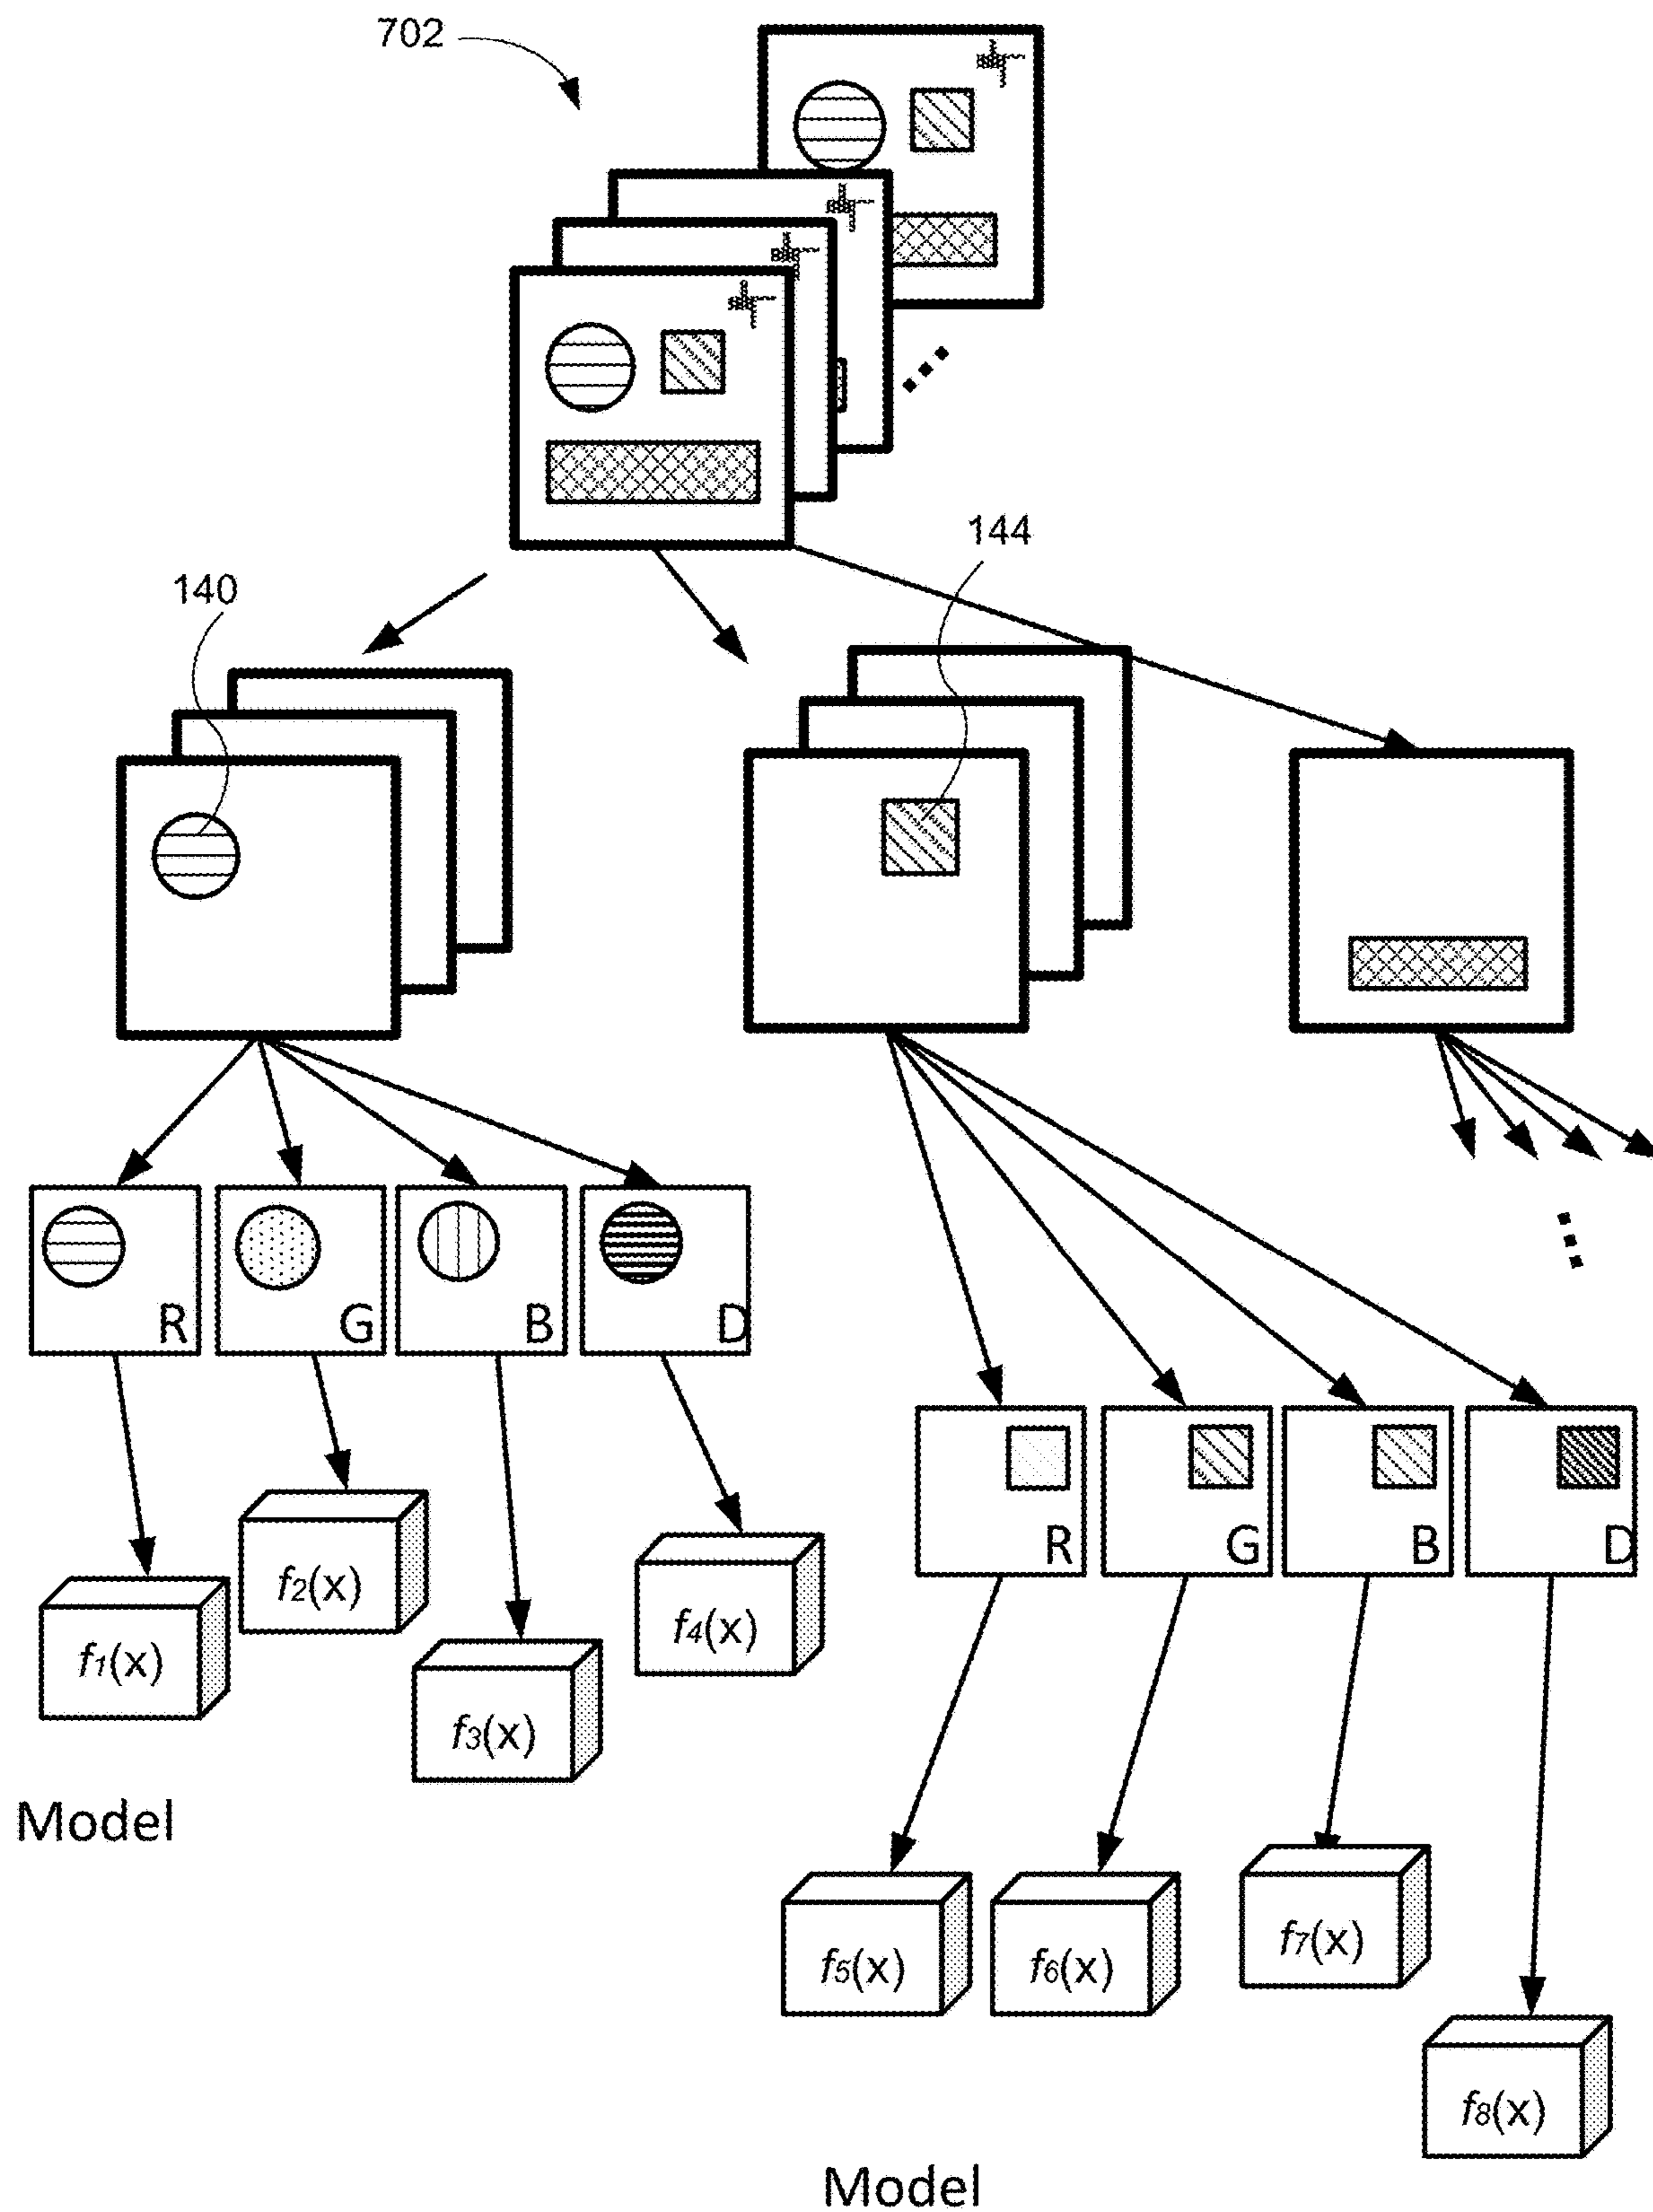 702
144
140
R
G
B
D
R
G
B
D
f1(x)
f2(x)
f3(x)
f4(x)
Model
f5(x)
f6(x)
f7(x)
f8(x)
Model